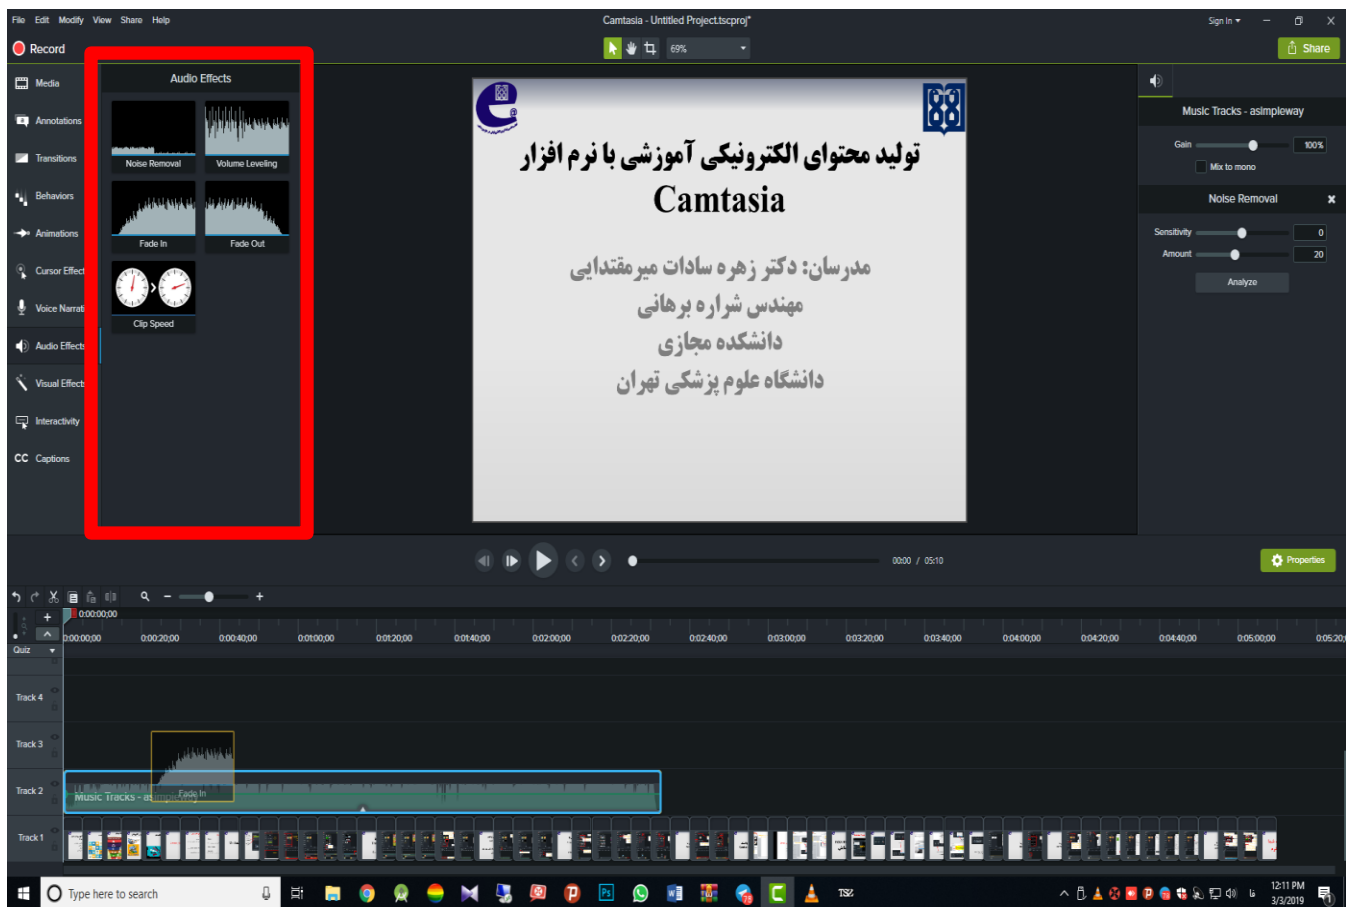 File Edit Modify View Share Help
Camtasia - Untitled Project.tscproj*
Sign In
Record
69%
Share
Media
Annotations
Transitions
Behaviors
Animations
Cursor Effect
Voice Narrati
Audio Effects
Visual Effects
Interactivity
CC Captions
Audio Effects
Noise Removal
Volume Leveling
Fade In
Fade Out
Clip Speed
تولید محتوای الکترونیکی آموزشی با نرم افزار
Camtasia
مدرسان: دکتر زهره سادات میرمقتدایی
مهندس شراره برهانی
دانشکده مجازی
دانشگاه علوم پزشکی تهران
Music Tracks - asimpleway
Gain 100%
Mix to mono
Noise Removal
Sensitivity 0
Amount 20
Analyze
00:00 / 05:10
Properties
0:00:00;00
0:00:00;00 0:00:20;00 0:00:40;00 0:01:00;00 0:01:20;00 0:01:40;00 0:02:00;00 0:02:20;00 0:02:40;00 0:03:00;00 0:03:20;00 0:03:40;00 0:04:00;00 0:04:20;00 0:04:40;00 0:05:00;00 0:05:20;
Quiz
Track 4
Track 3
Track 2
Music Tracks - asimpleway
Fade In
Track 1
Type here to search
12:11 PM
3/3/2019